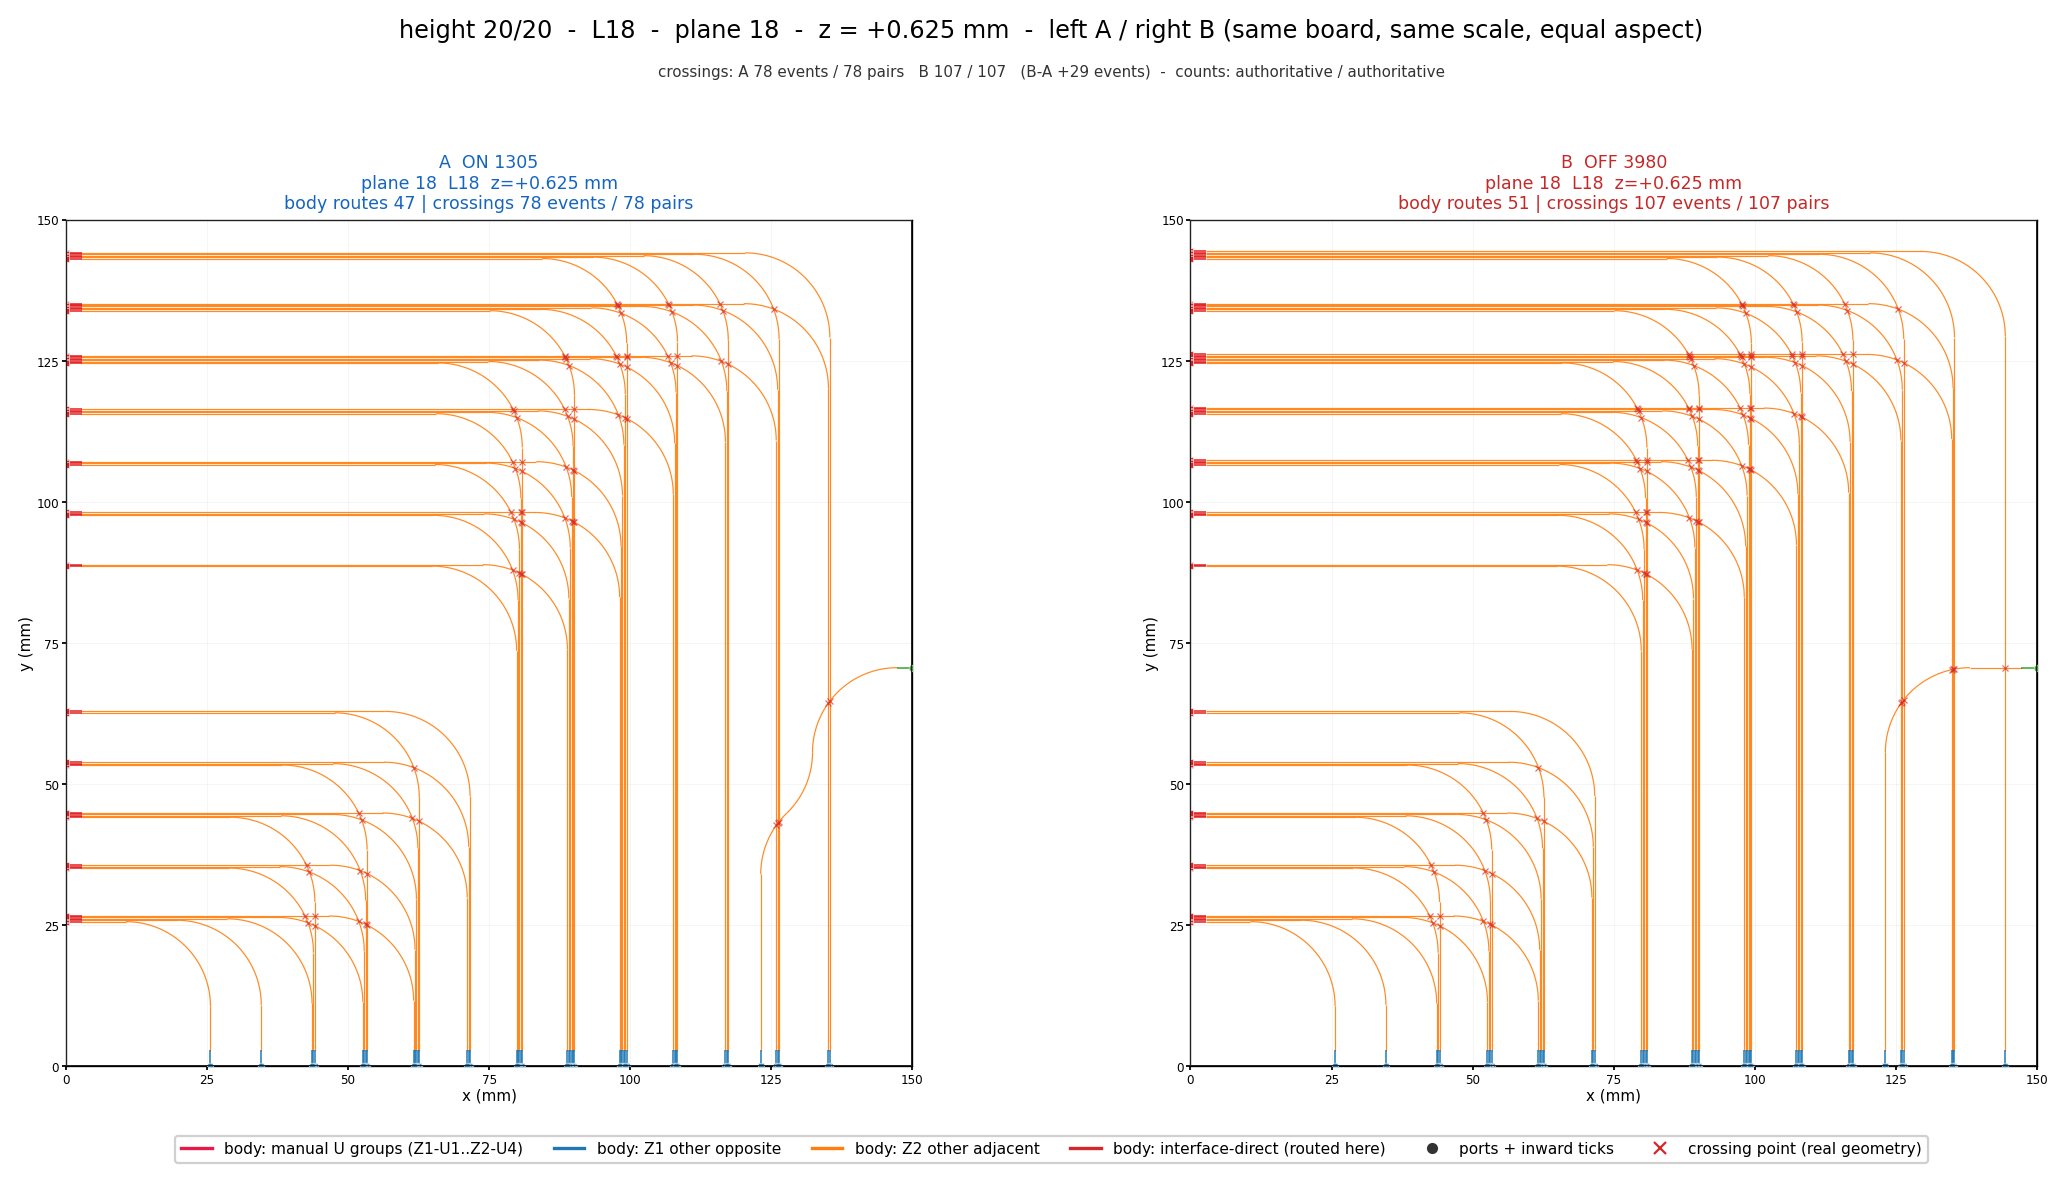 height 20/20  -  L18  -  plane 18  -  z = +0.625 mm  -  left A / right B (same board, same scale, equal aspect)
crossings: A 78 events / 78 pairs   B 107 / 107   (B-A +29 events)  -  counts: authoritative / authoritative
A  ON 1305
plane 18  L18  z=+0.625 mm
body routes 47 | crossings 78 events / 78 pairs
150
125
100
75
50
25
0
y (mm)
0 25 50 75 100 125 150
x (mm)
B  OFF 3980
plane 18  L18  z=+0.625 mm
body routes 51 | crossings 107 events / 107 pairs
150
125
100
75
50
25
0
y (mm)
0 25 50 75 100 125 150
x (mm)
body: manual U groups (Z1-U1..Z2-U4)
body: Z1 other opposite
body: Z2 other adjacent
body: interface-direct (routed here)
ports + inward ticks
crossing point (real geometry)